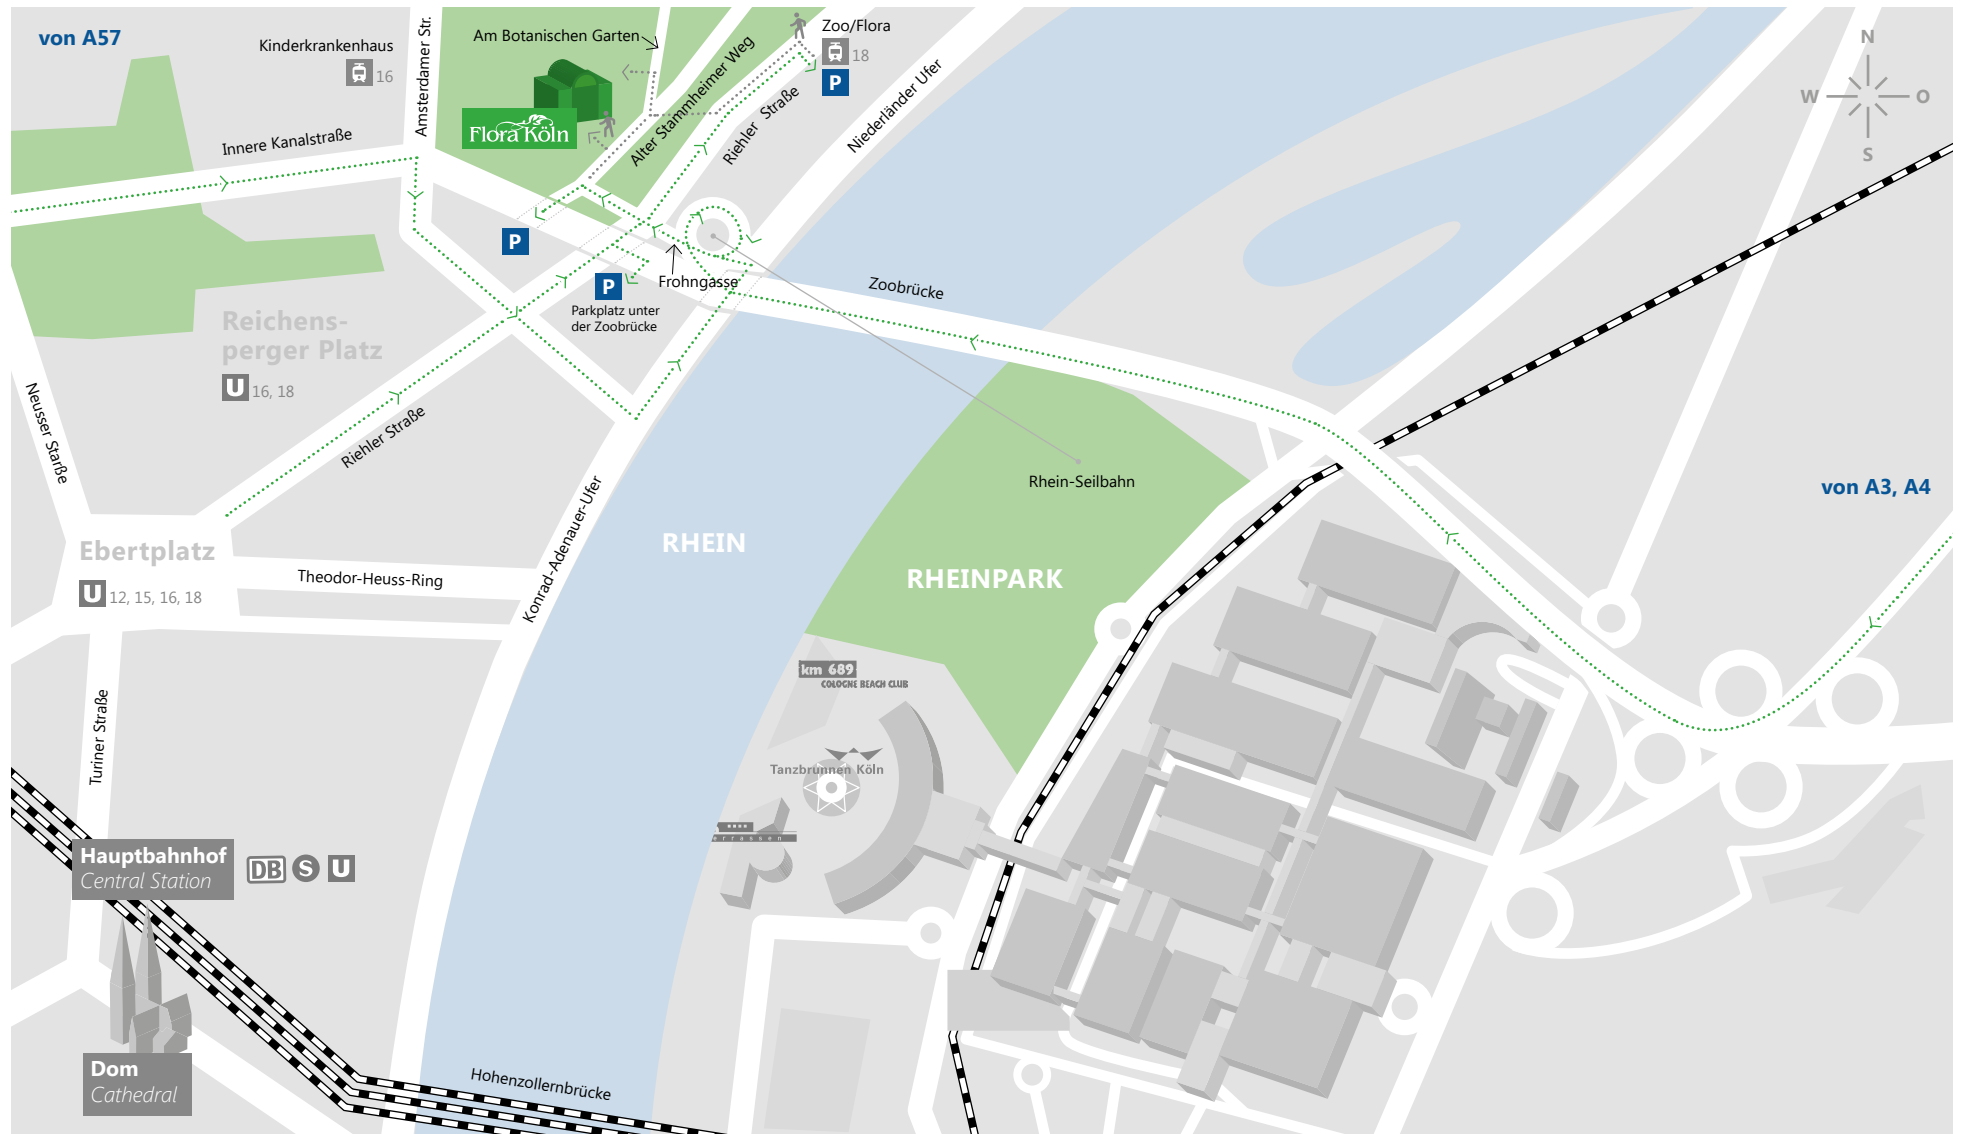 von A57
Kinderkrankenhaus
16
Amsterdamer Str.
Am Botanischen Garten
Zoo/Flora
18
P
Niederländer Ufer
Alter Stammheimer Weg
Riehler Straße
Flora Köln
Innere Kanalstraße
N
W
O
S
P
P
Frohngasse
Parkplatz unter
der Zoobrücke
Zoobrücke
Reichens-
perger Platz
U 16, 18
Riehler Straße
Neusser Starße
Rhein-Seilbahn
von A3, A4
RHEIN
RHEINPARK
Konrad-Adenauer-Ufer
Ebertplatz
U 12, 15, 16, 18
Theodor-Heuss-Ring
Turiner Straße
km 689
COLOGNE BEACH CLUB
Tanzbrunnen Köln
errassen
Hauptbahnhof
Central Station
DB S U
Dom
Cathedral
Hohenzollernbrücke